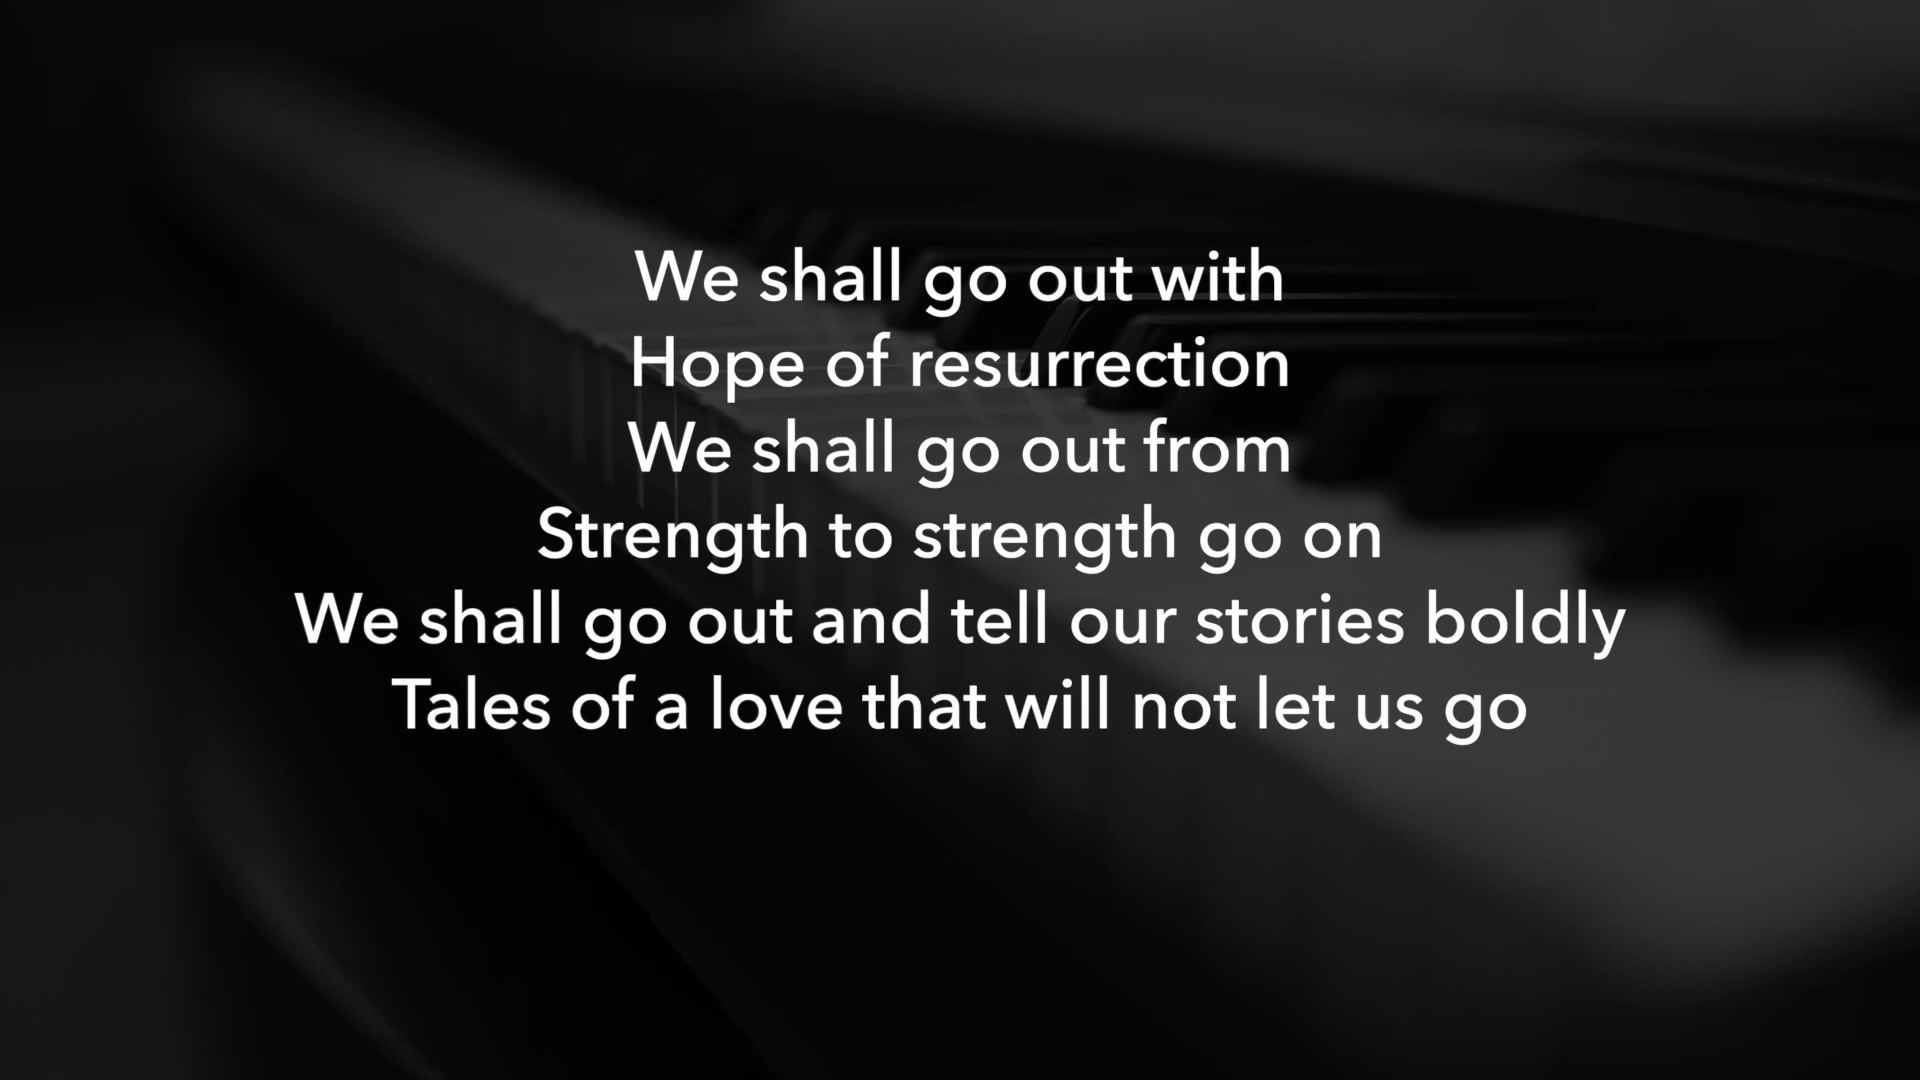 We shall go out with
Hope of resurrection
We shall go out from
Strength to strength go on
We shall go out and tell our stories boldly
Tales of a love that will not let us go